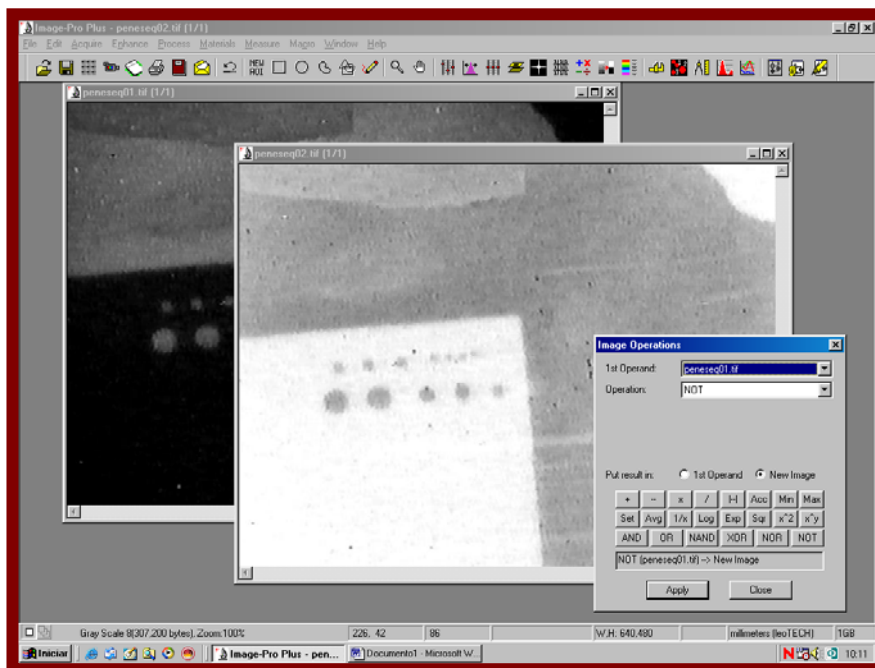 Image-Pro Plus - peneseq02.tif (1/1)
File Edit Acquire Enhance Process Materials Measure Magro Window Help
NEW AOI
peneseq01.tif (1/1)
peneseq02.tif (1/1)
Image Operations
1st Operand: peneseq01.tif
Operation: NOT
Put result in: 1st Operand New Image
+ - x / |-| Acc Min Max
Set Avg 1/x Log Exp Sqr x^2 x^y
AND OR NAND XOR NOR NOT
NOT (peneseq01.tif) -> New Image
Apply Close
Gray Scale 8(307,200 bytes), Zoom:100% 226, 42 86 W.H: 640,480 milimeters (leoTECH) 1GB
Iniciar Image-Pro Plus - pen... Documento1 - Microsoft W... 10:11